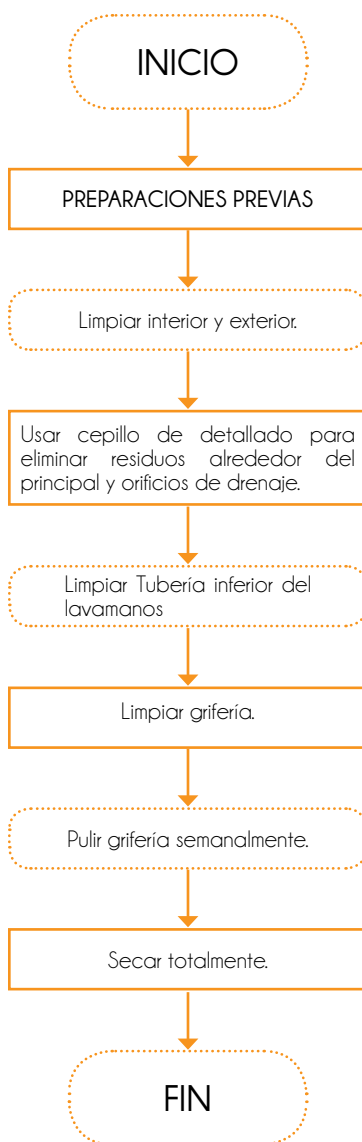 INICIO
PREPARACIONES PREVIAS
Limpiar interior y exterior.
Usar cepillo de detallado para
eliminar residuos alrededor del
principal y orificios de drenaje.
Limpiar Tubería inferior del
lavamanos
Limpiar grifería.
Pulir grifería semanalmente.
Secar totalmente.
FIN